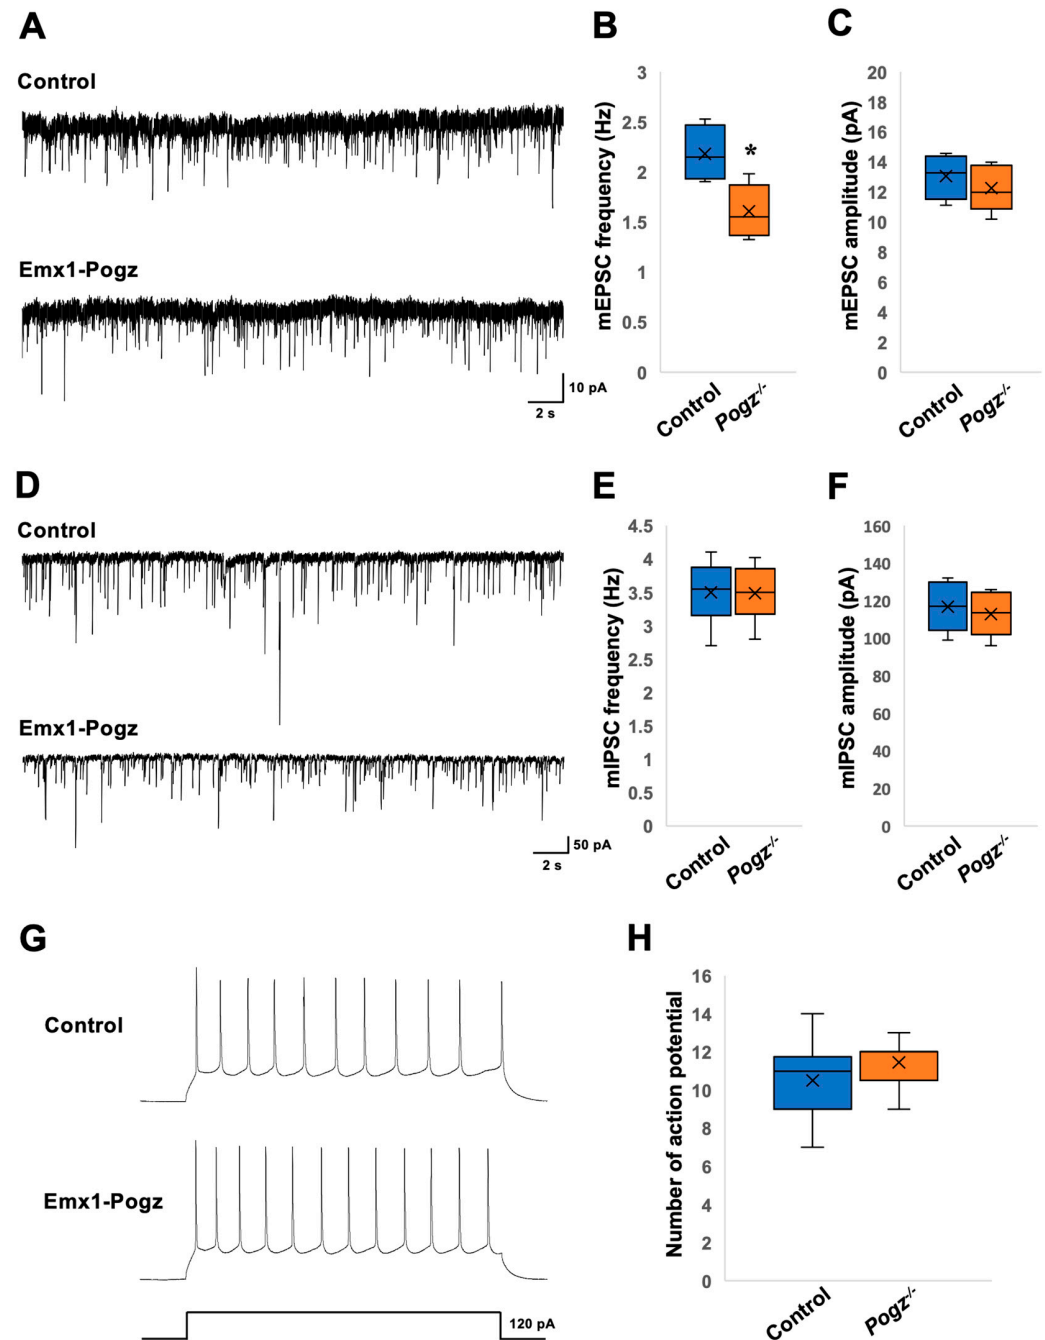 A
Control
Emx1-Pogz
10 pA
2 s
B
mEPSC frequency (Hz)
3
2.5
2
1.5
1
0.5
0
*
Control
Pogz-/-
C
mEPSC amplitude (pA)
20
18
16
14
12
10
8
6
4
2
0
Control
Pogz-/-
D
Control
Emx1-Pogz
50 pA
2 s
E
mIPSC frequency (Hz)
4.5
4
3.5
3
2.5
2
1.5
1
0.5
0
Control
Pogz-/-
F
mIPSC amplitude (pA)
160
140
120
100
80
60
40
20
0
Control
Pogz-/-
G
Control
Emx1-Pogz
120 pA
H
Number of action potential
16
14
12
10
8
6
4
2
0
Control
Pogz-/-